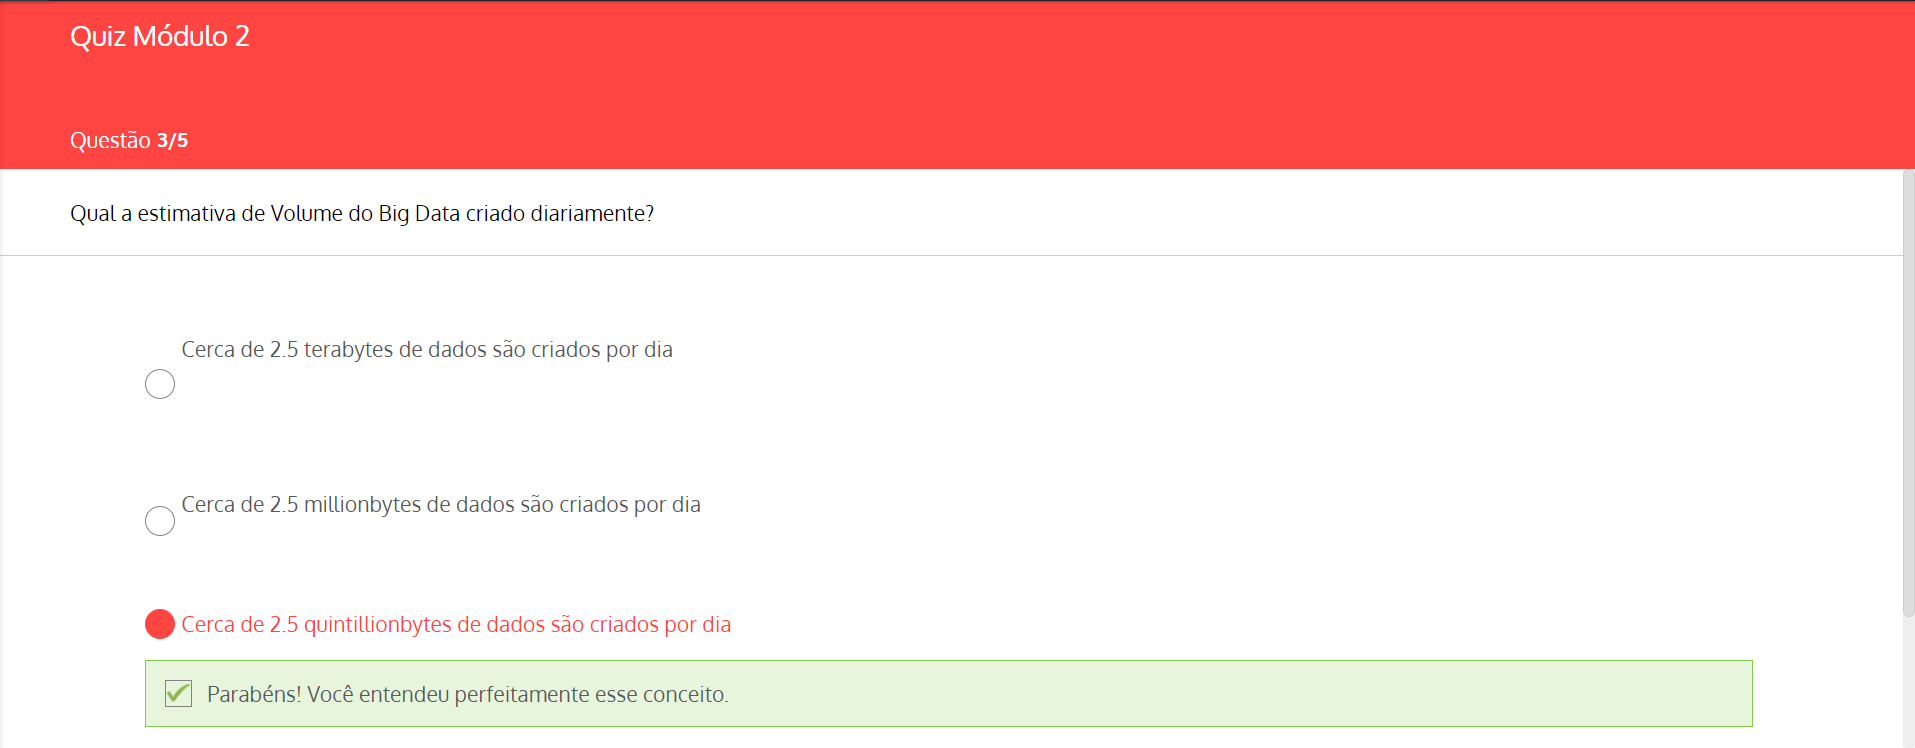 Quiz Módulo 2
Questão 3/5
Qual a estimativa de Volume do Big Data criado diariamente?
Cerca de 2.5 terabytes de dados são criados por dia
Cerca de 2.5 millionbytes de dados são criados por dia
Cerca de 2.5 quintillionbytes de dados são criados por dia
Parabéns! Você entendeu perfeitamente esse conceito.